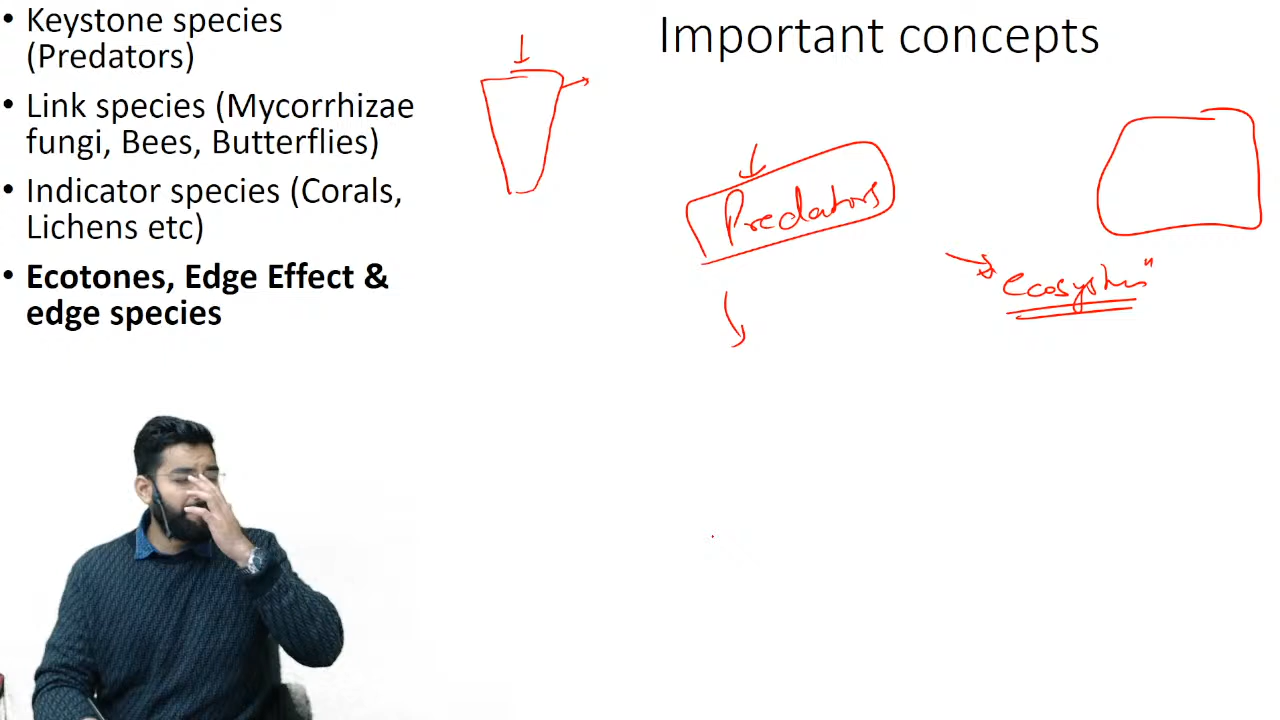 Important concepts
• Keystone species
(Predators)
• Link species (Mycorrhizae
fungi, Bees, Butterflies)
• Indicator species (Corals,
Lichens etc)
• Ecotones, Edge Effect &
edge species
Predators
ecosystem"